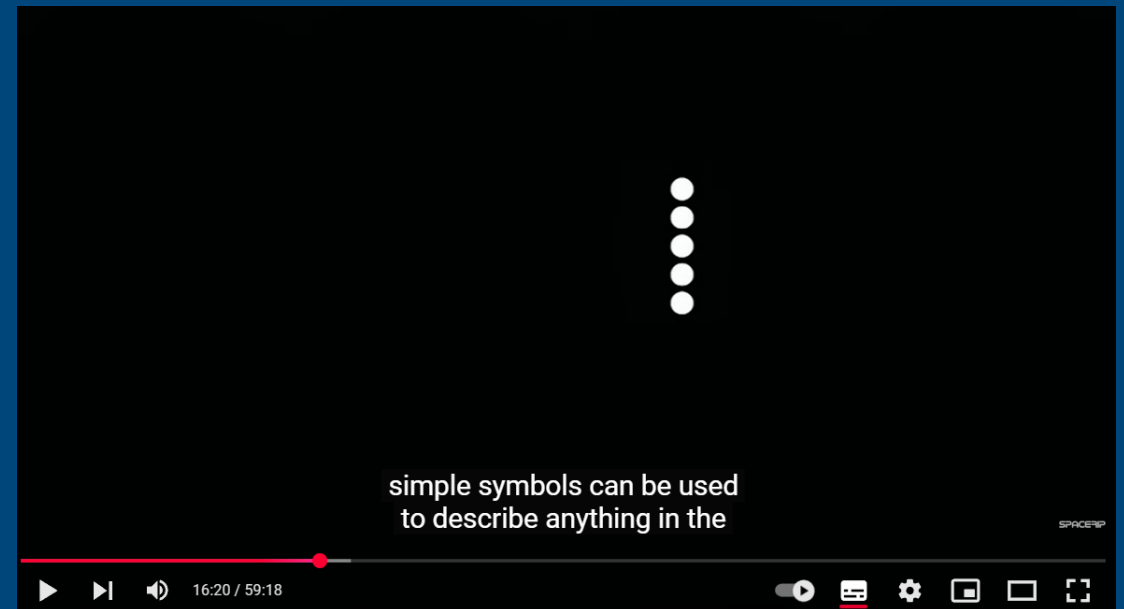 simple symbols can be used
to describe anything in the
SPACERIP
16:20 / 59:18